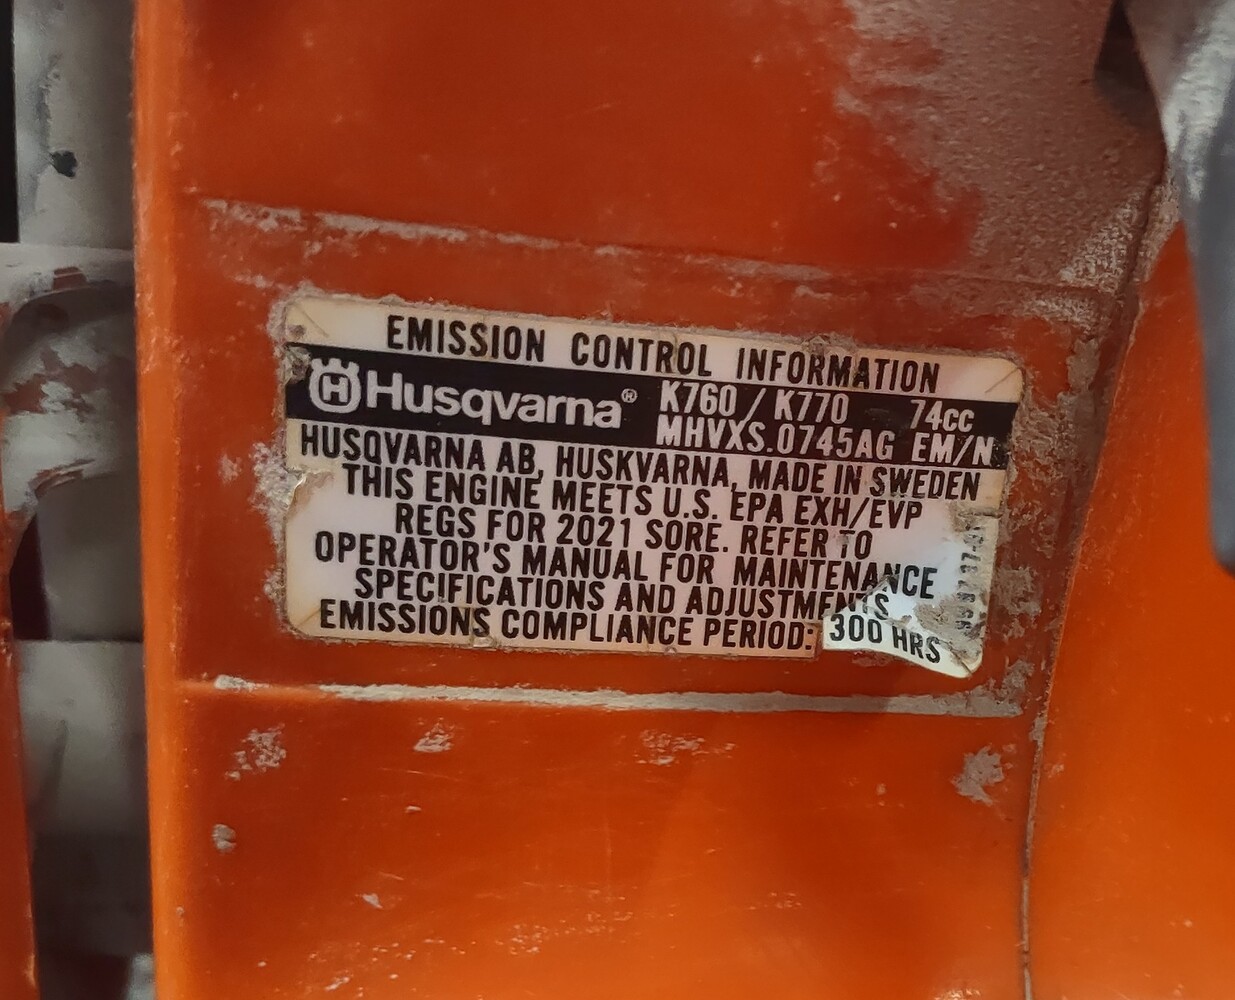 EMISSION CONTROL INFORMATION
Husqvarna® K760 / K770 74cc
MHVXS.0745AG EM/N
HUSQVARNA AB, HUSKVARNA, MADE IN SWEDEN
THIS ENGINE MEETS U.S. EPA EXH/EVP
REGS FOR 2021 SORE. REFER TO
OPERATOR'S MANUAL FOR MAINTENANCE
SPECIFICATIONS AND ADJUSTMENTS
EMISSIONS COMPLIANCE PERIOD: 300 HRS